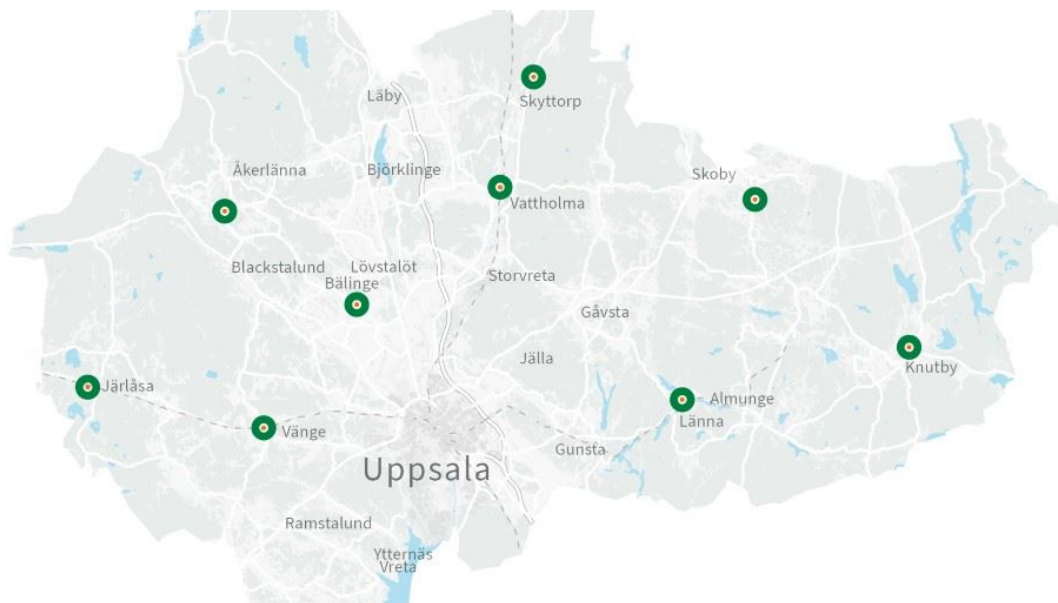 Läby
Skyttorp
Åkerlänna
Björklinge
Skoby
Vattholma
Blackstalund
Lövstalöt
Bälinge
Storvreta
Gåvsta
Jälla
Knutby
Järlåsa
Almunge
Länna
Vänge
Gunsta
Uppsala
Ramstalund
Ytternäs
Vreta